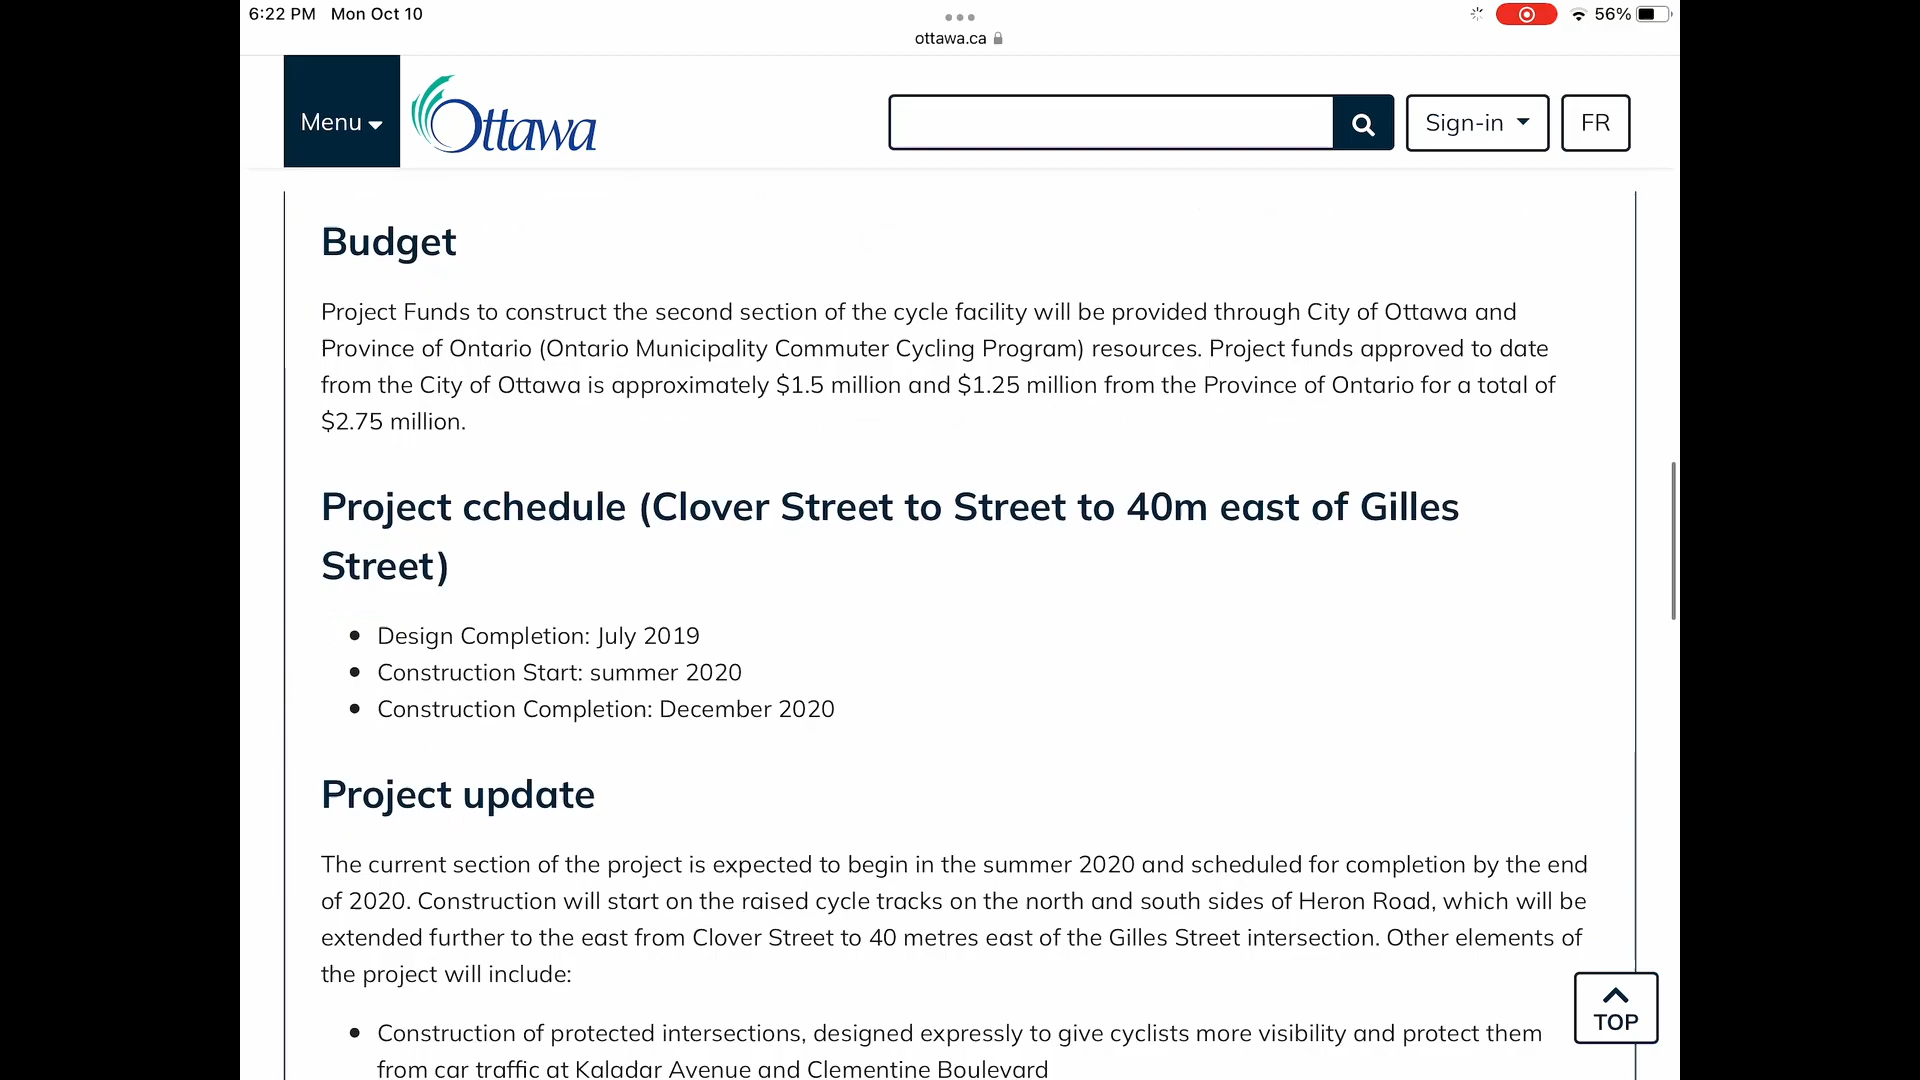 6:22 PM Mon Oct 10
56%
ottawa.ca
Menu
Ottawa
Sign-in
FR
Budget
Project Funds to construct the second section of the cycle facility will be provided through City of Ottawa and
Province of Ontario (Ontario Municipality Commuter Cycling Program) resources. Project funds approved to date
from the City of Ottawa is approximately $1.5 million and $1.25 million from the Province of Ontario for a total of
$2.75 million.
Project cchedule (Clover Street to Street to 40m east of Gilles
Street)
Design Completion: July 2019
Construction Start: summer 2020
Construction Completion: December 2020
Project update
The current section of the project is expected to begin in the summer 2020 and scheduled for completion by the end
of 2020. Construction will start on the raised cycle tracks on the north and south sides of Heron Road, which will be
extended further to the east from Clover Street to 40 metres east of the Gilles Street intersection. Other elements of
the project will include:
Construction of protected intersections, designed expressly to give cyclists more visibility and protect them
from car traffic at Kaladar Avenue and Clementine Boulevard
TOP